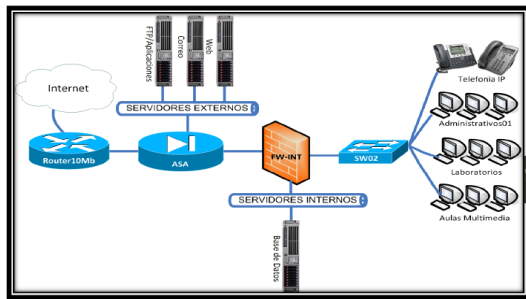 FTP/Aplicaciones
Correo
Web
Telefonia IP
Internet
SERVIDORES EXTERNOS
Administrativos01
Router10Mb
ASA
FW-INT
SW02
Laboratorios
SERVIDORES INTERNOS
Aulas Multimedia
Base de Datos